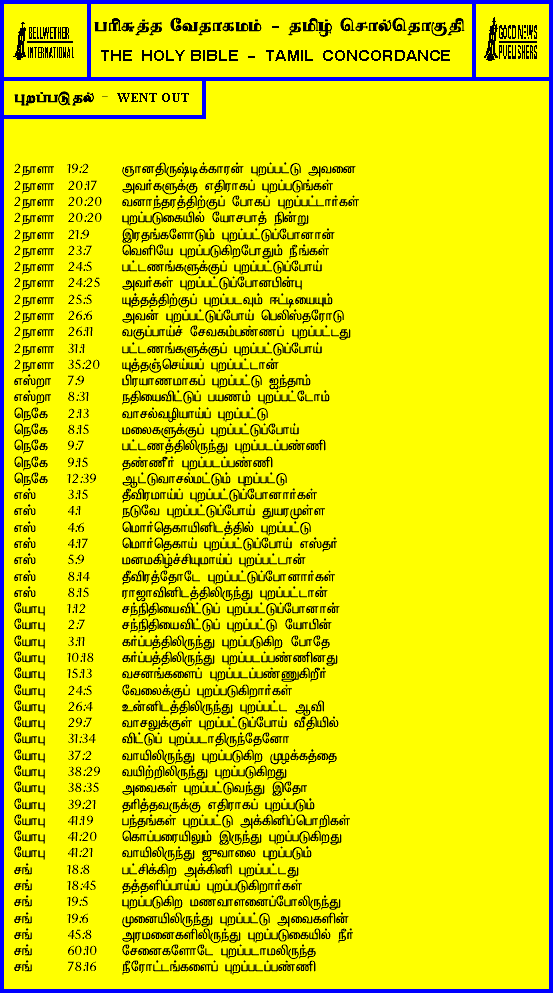 BELLWETHER
INTERNATIONAL
பரிசுத்த வேதாகமம் - தமிழ் சொல்தொகுதி
THE HOLY BIBLE - TAMIL CONCORDANCE
GOOD NEWS
PUBLISHERS
புறப்படுதல் - WENT OUT
2நாளா 19:2 ஞானதிருஷ்டிக்காரன் புறப்பட்டு அவனை
2நாளா 20:17 அவர்களுக்கு எதிராகப் புறப்படுங்கள்
2நாளா 20:20 வனாந்தரத்திற்குப் போகப் புறப்பட்டார்கள்
2நாளா 20:20 புறப்படுகையில் யோசபாத் நின்று
2நாளா 21:9 இரதங்களோடும் புறப்பட்டுப்போனான்
2நாளா 23:7 வெளியே புறப்படுகிறபோதும் நீங்கள்
2நாளா 24:5 பட்டணங்களுக்குப் புறப்பட்டுப்போய்
2நாளா 24:25 அவர்கள் புறப்பட்டுப்போனபின்பு
2நாளா 25:5 யுத்தத்திற்குப் புறப்படவும் ஈட்டியையும்
2நாளா 26:6 அவன் புறப்பட்டுப்போய் பெலிஸ்தரோடு
2நாளா 26:11 வகுப்பாய்ச் சேவகம்பண்ணப் புறப்பட்டது
2நாளா 31:1 பட்டணங்களுக்குப் புறப்பட்டுப்போய்
2நாளா 35:20 யுத்தஞ்செய்யப் புறப்பட்டான்
எஸ்றா 7:9 பிரயாணமாகப் புறப்பட்டு ஐந்தாம்
எஸ்றா 8:31 நதியைவிட்டுப் பயணம் புறப்பட்டோம்
நெகே 2:13 வாசல்வழியாய்ப் புறப்பட்டு
நெகே 8:15 மலைகளுக்குப் புறப்பட்டுப்போய்
நெகே 9:7 பட்டணத்திலிருந்து புறப்படப்பண்ணி
நெகே 9:15 தண்ணீர் புறப்படப்பண்ணி
நெகே 12:39 ஆட்டுவாசல்மட்டும் புறப்பட்டு
எஸ் 3:15 தீவிரமாய்ப் புறப்பட்டுப்போனார்கள்
எஸ் 4:1 நடுவே புறப்பட்டுப்போய் துயரமுள்ள
எஸ் 4:6 மொர்தெகாயினிடத்தில் புறப்பட்டு
எஸ் 4:17 மொர்தெகாய் புறப்பட்டுப்போய் எஸ்தர்
எஸ் 5:9 மனமகிழ்ச்சியுமாய்ப் புறப்பட்டான்
எஸ் 8:14 தீவிரத்தோடே புறப்பட்டுப்போனார்கள்
எஸ் 8:15 ராஜாவினிடத்திலிருந்து புறப்பட்டான்
யோபு 1:12 சந்நிதியைவிட்டுப் புறப்பட்டுப்போனான்
யோபு 2:7 சந்நிதியைவிட்டுப் புறப்பட்டு யோபின்
யோபு 3:11 கர்ப்பத்திலிருந்து புறப்படுகிற போதே
யோபு 10:18 கர்ப்பத்திலிருந்து புறப்படப்பண்ணினது
யோபு 15:13 வசனங்களைப் புறப்படப்பண்ணுகிறீர்
யோபு 24:5 வேலைக்குப் புறப்படுகிறார்கள்
யோபு 26:4 உன்னிடத்திலிருந்து புறப்பட்ட ஆவி
யோபு 29:7 வாசலுக்குள் புறப்பட்டுப்போய் வீதியில்
யோபு 31:34 விட்டுப் புறப்படாதிருந்தேனோ
யோபு 37:2 வாயிலிருந்து புறப்படுகிற முழக்கத்தை
யோபு 38:29 வயிற்றிலிருந்து புறப்படுகிறது
யோபு 38:35 அவைகள் புறப்பட்டுவந்து இதோ
யோபு 39:21 தரித்தவருக்கு எதிராகப் புறப்படும்
யோபு 41:19 பந்தங்கள் புறப்பட்டு அக்கினிப்பொறிகள்
யோபு 41:20 கொப்பரையிலும் இருந்து புறப்படுகிறது
யோபு 41:21 வாயிலிருந்து ஜுவாலை புறப்படும்
சங் 18:8 பட்சிக்கிற அக்கினி புறப்பட்டது
சங் 18:45 தத்தளிப்பாய்ப் புறப்படுகிறார்கள்
சங் 19:5 புறப்படுகிற மணவாளனைப்போலிருந்து
சங் 19:6 முனையிலிருந்து புறப்பட்டு அவைகளின்
சங் 45:8 அரமனைகளிலிருந்து புறப்படுகையில் நீர்
சங் 60:10 சேனைகளோடே புறப்படாமலிருந்த
சங் 78:16 நீரோட்டங்களைப் புறப்படப்பண்ணி